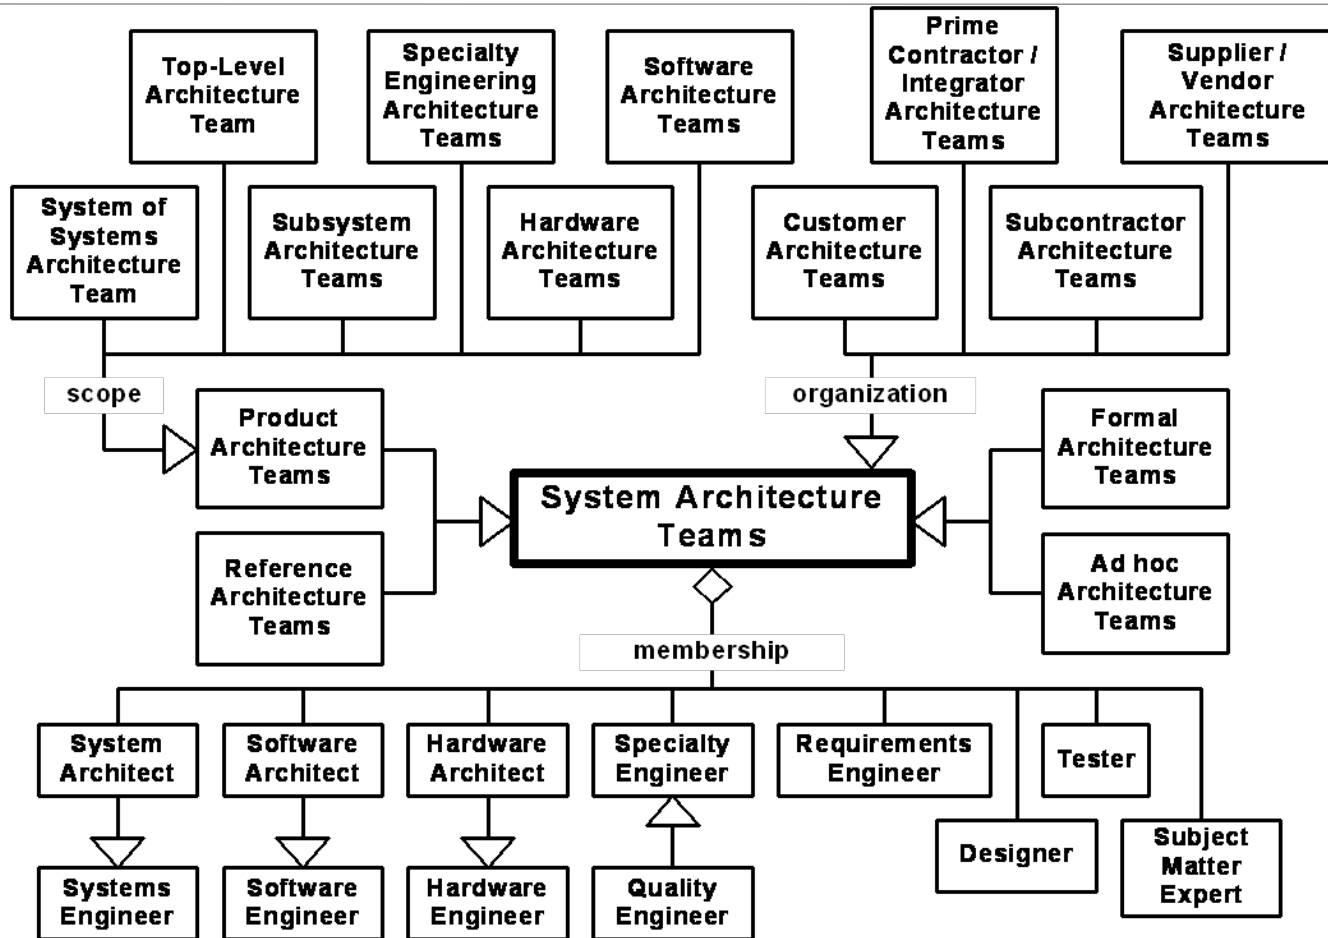 Top-Level
Architecture
Team
Specialty
Engineering
Architecture
Teams
Software
Architecture
Teams
Prime
Contractor /
Integrator
Architecture
Teams
Supplier /
Vendor
Architecture
Teams
System of
Systems
Architecture
Team
Subsystem
Architecture
Teams
Hardware
Architecture
Teams
Customer
Architecture
Teams
Subcontractor
Architecture
Teams
scope
organization
Product
Architecture
Teams
Formal
Architecture
Teams
System Architecture
Teams
Reference
Architecture
Teams
Ad hoc
Architecture
Teams
membership
System
Architect
Software
Architect
Hardware
Architect
Specialty
Engineer
Requirements
Engineer
Tester
Designer
Subject
Matter
Expert
Systems
Engineer
Software
Engineer
Hardware
Engineer
Quality
Engineer